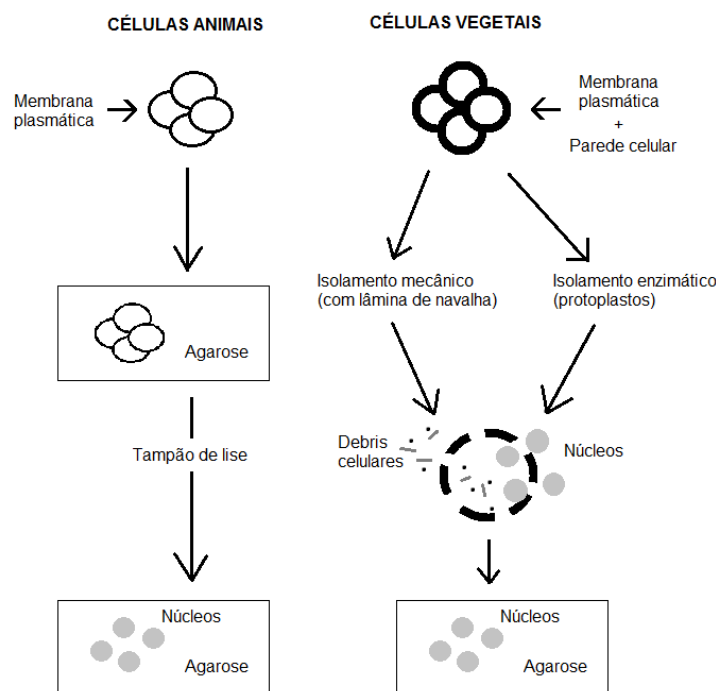 CÉLULAS ANIMAIS
CÉLULAS VEGETAIS
Membrana
plasmática
Membrana
plasmática
+
Parede celular
Isolamento mecânico
(com lâmina de navalha)
Isolamento enzimático
(protoplastos)
Agarose
Tampão de lise
Debris
celulares
Núcleos
Núcleos
Agarose
Núcleos
Agarose